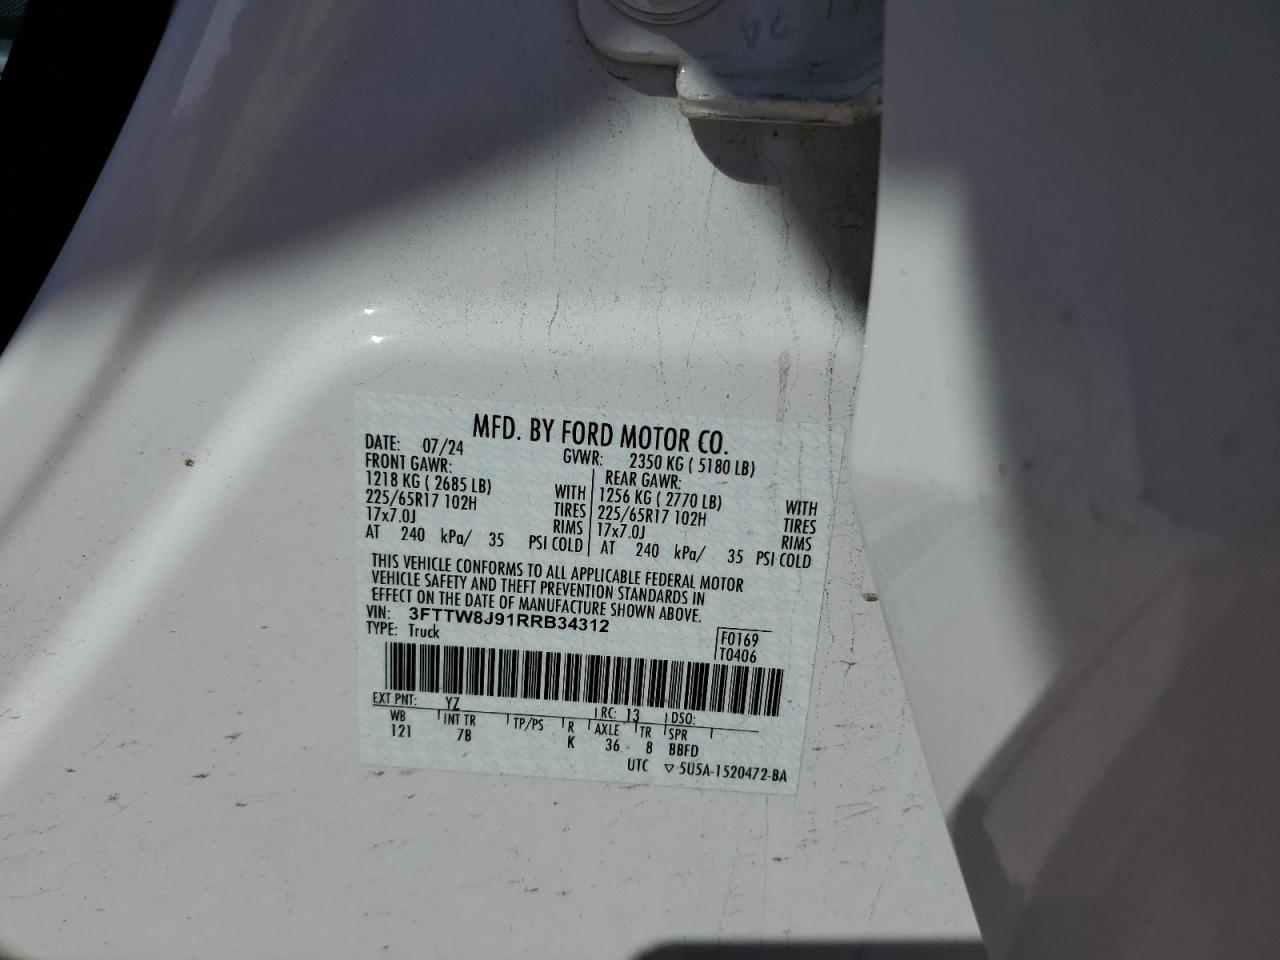 MFD. BY FORD MOTOR CO.
DATE: 07/24 GVWR: 2350 KG ( 5180 LB)
FRONT GAWR: REAR GAWR:
1218 KG ( 2685 LB) WITH 1256 KG ( 2770 LB) WITH
225/65R17 102H TIRES 225/65R17 102H TIRES
17x7.0J RIMS 17x7.0J RIMS
AT 240 kPa/ 35 PSI COLD AT 240 kPa/ 35 PSI COLD
THIS VEHICLE CONFORMS TO ALL APPLICABLE FEDERAL MOTOR
VEHICLE SAFETY AND THEFT PREVENTION STANDARDS IN
EFFECT ON THE DATE OF MANUFACTURE SHOWN ABOVE.
VIN: 3FTTW8J91RRB34312
TYPE: Truck
F0169
T0406
EXT PNT: YZ RC: 13 DSO:
WB INT TR TP/PS R AXLE TR SPR
121 7B K 36 8 BBFD
UTC ▽ 5U5A-1520472-BA